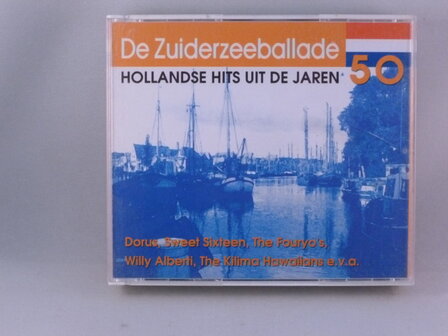 De Zuiderzeeballade
HOLLANDSE HITS UIT DE JAREN '50
Dorus, Sweet Sixteen, The Fouryo's,
Willy Alberti, The Kilima Hawaiians e.v.a.